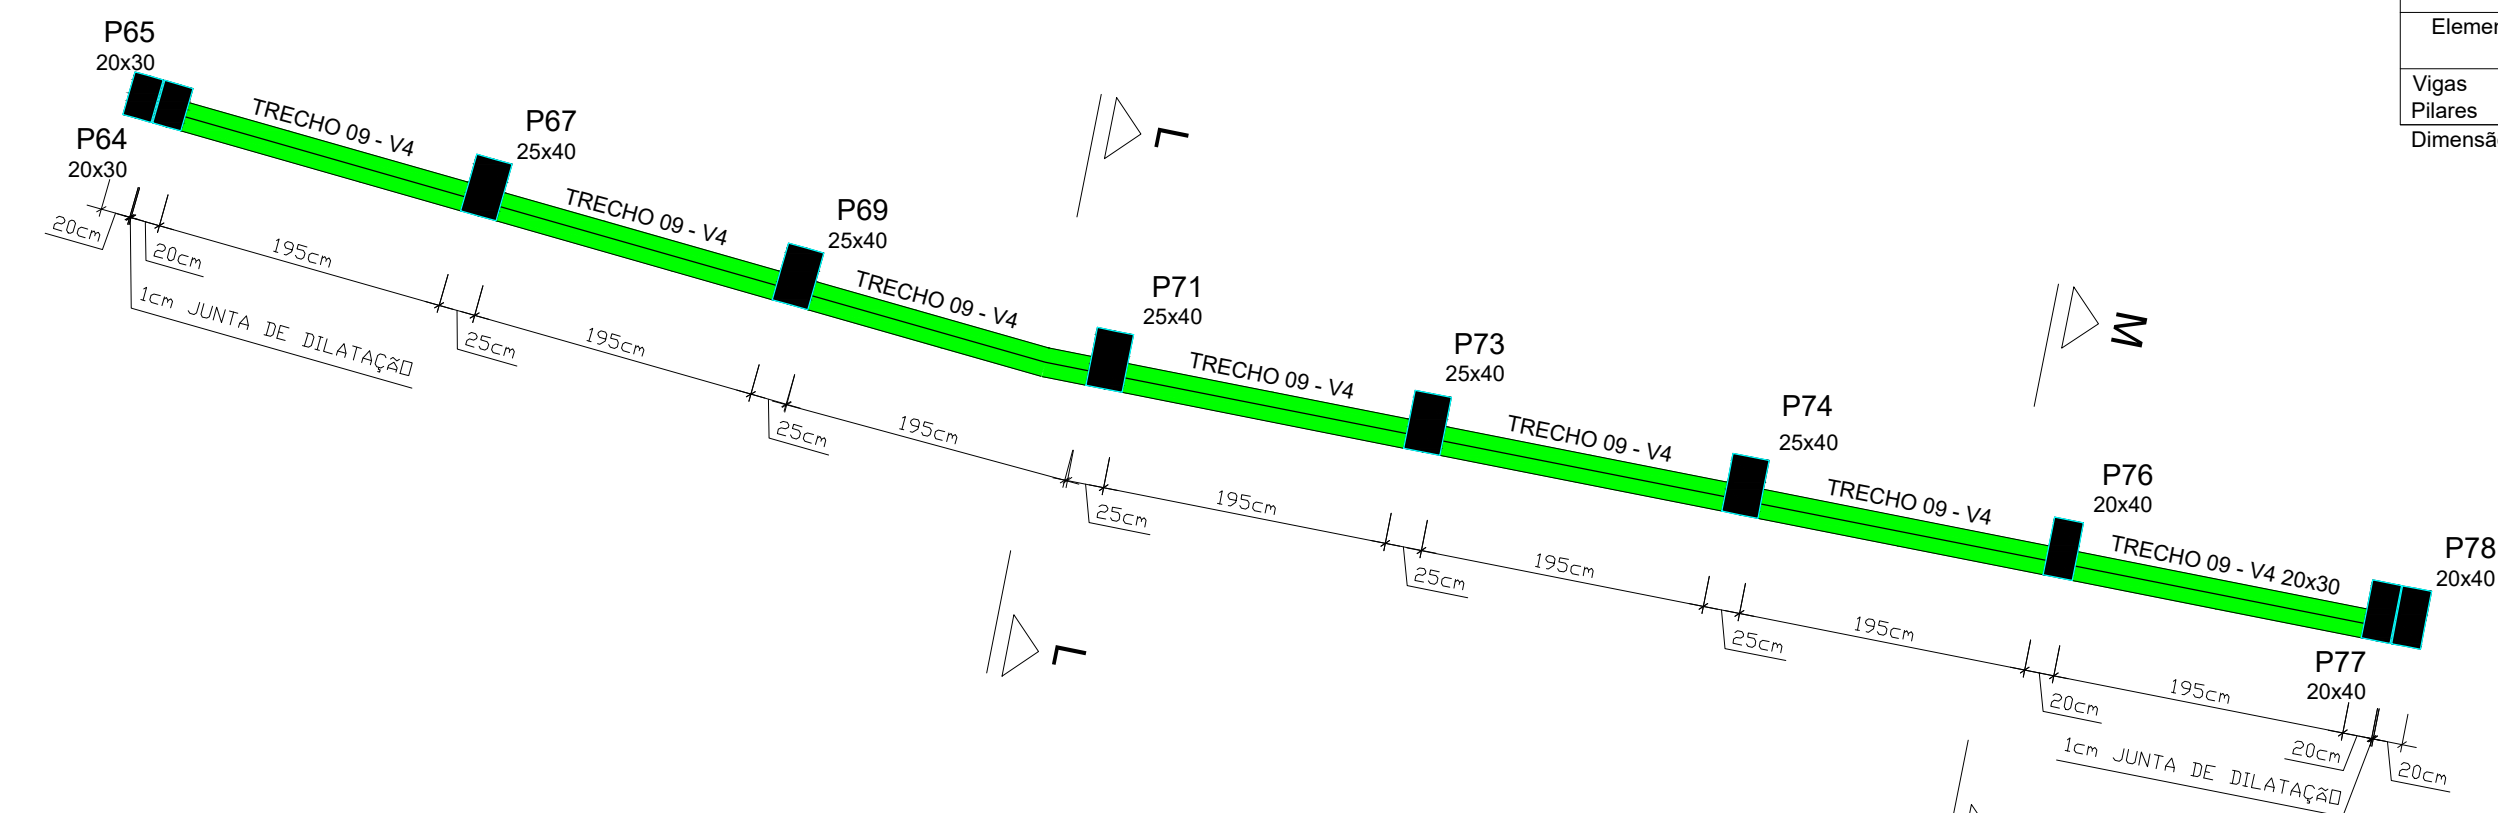 P65
20x30
P64
20x30
TRECHO 09 - V4
P67
25x40
TRECHO 09 - V4
P69
25x40
TRECHO 09 - V4
P71
25x40
TRECHO 09 - V4
P73
25x40
TRECHO 09 - V4
P74
25x40
TRECHO 09 - V4
P76
20x40
TRECHO 09 - V4 20x30
P78
20x40
P77
20x40
20cm
20cm
1cm JUNTA DE DILATAÇÃO
195cm
25cm
195cm
25cm
195cm
25cm
195cm
25cm
195cm
25cm
195cm
20cm
195cm
20cm
1cm JUNTA DE DILATAÇÃO
20cm
L
L
M
Vigas
Pilares